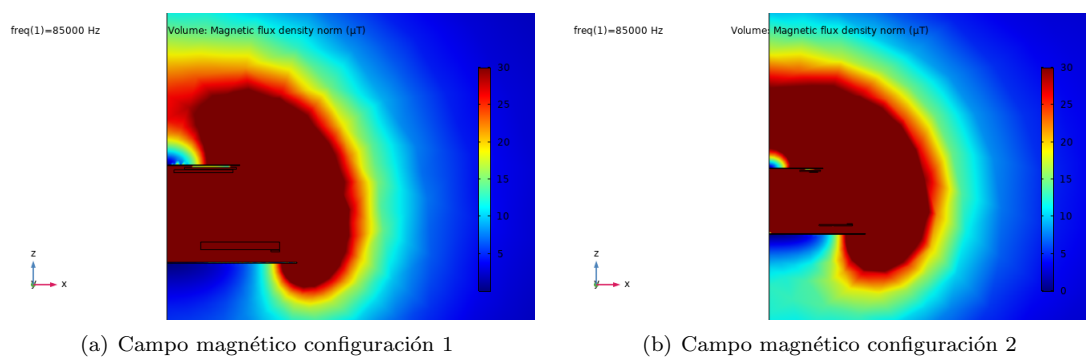 freq(1)=85000 Hz
Volume: Magnetic flux density norm (μT)
30
25
20
15
10
5
z
y
x
(a) Campo magnético configuración 1
freq(1)=85000 Hz
Volume: Magnetic flux density norm (μT)
30
25
20
15
10
5
0
z
y
x
(b) Campo magnético configuración 2